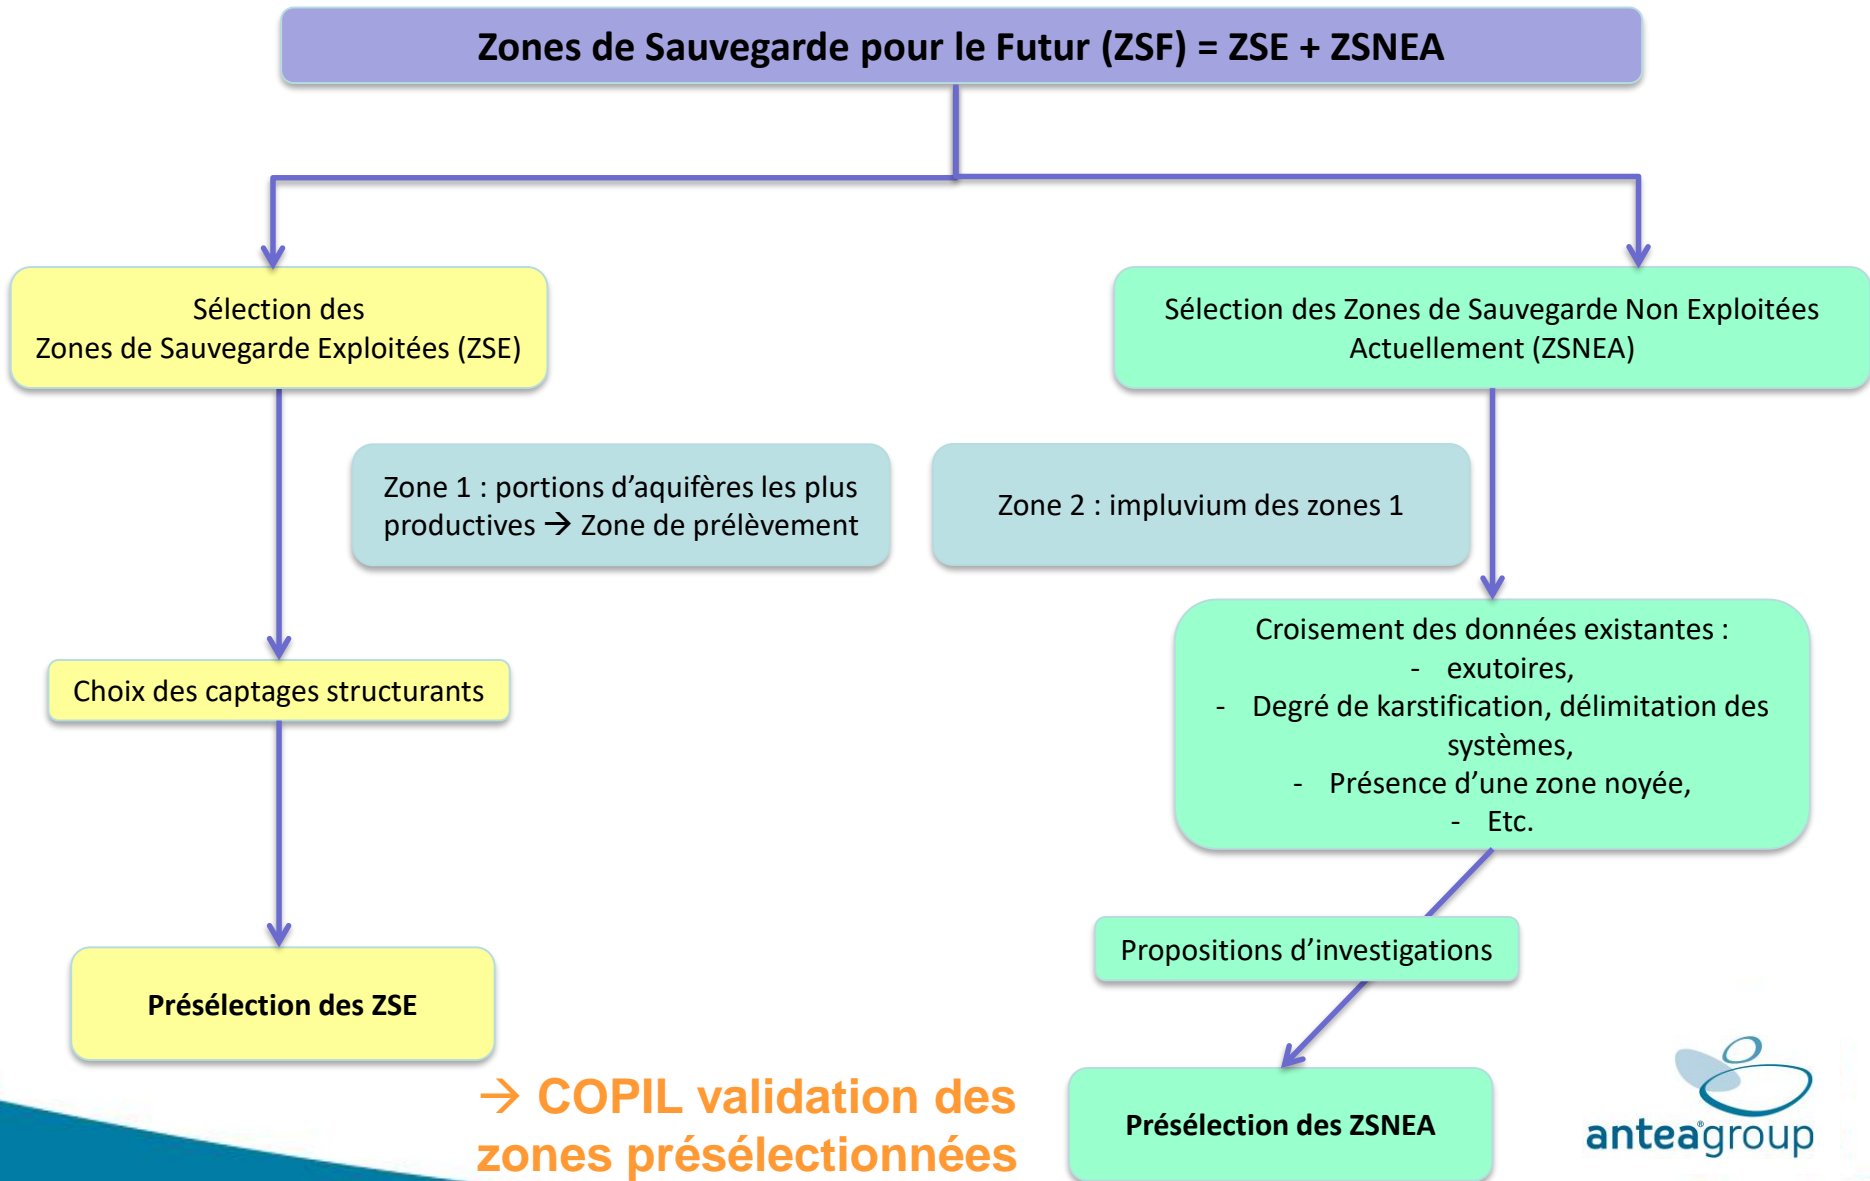 Zones de Sauvegarde pour le Futur (ZSF) = ZSE + ZSNEA
Sélection des
Zones de Sauvegarde Exploitées (ZSE)
Sélection des Zones de Sauvegarde Non Exploitées
Actuellement (ZSNEA)
Zone 1 : portions d’aquifères les plus
productives → Zone de prélèvement
Zone 2 : impluvium des zones 1
Choix des captages structurants
Croisement des données existantes :
- exutoires,
- Degré de karstification, délimitation des
systèmes,
- Présence d’une zone noyée,
- Etc.
Propositions d’investigations
Présélection des ZSE
Présélection des ZSNEA
→ COPIL validation des
zones présélectionnées
antea®group